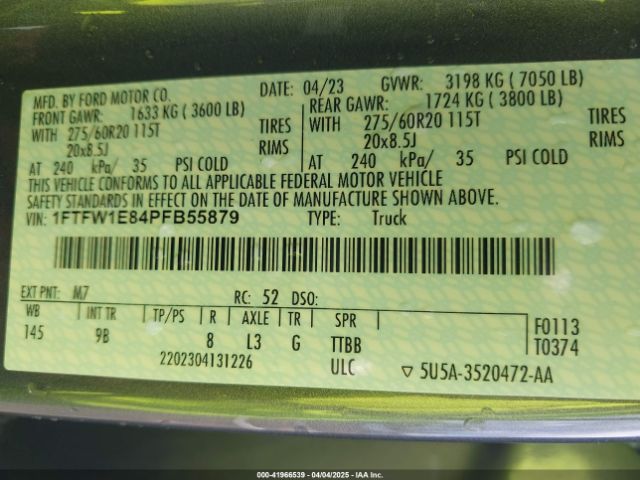 MFD. BY FORD MOTOR CO. DATE: 04/23 GVWR: 3198 KG ( 7050 LB)
FRONT GAWR: 1633 KG ( 3600 LB) REAR GAWR: 1724 KG ( 3800 LB)
WITH 275/60R20 115T TIRES WITH 275/60R20 115T TIRES
20x8.5J RIMS 20x8.5J RIMS
AT 240 kPa/ 35 PSI COLD AT 240 kPa/ 35 PSI COLD
THIS VEHICLE CONFORMS TO ALL APPLICABLE FEDERAL MOTOR VEHICLE
SAFETY STANDARDS IN EFFECT ON THE DATE OF MANUFACTURE SHOWN ABOVE.
VIN: 1FTFW1E84PFB55879 TYPE: Truck
EXT PNT: M7 RC: 52 DSO:
WB INT TR TP/PS R AXLE TR SPR F0113
145 9B 8 L3 G TTBB T0374
2202304131226 ULC ▽ 5U5A-3520472-AA
000-41966539 - 04/04/2025 - IAA Inc.